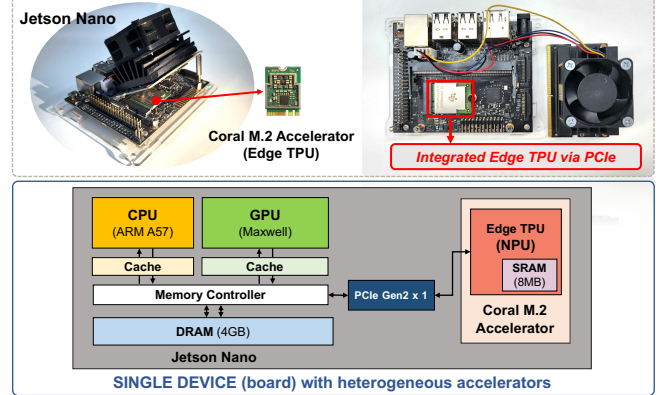 Jetson Nano
Coral M.2 Accelerator
(Edge TPU)
Integrated Edge TPU via PCIe
CPU
(ARM A57)
GPU
(Maxwell)
Cache
Cache
Memory Controller
DRAM (4GB)
Jetson Nano
PCIe Gen2 x 1
Edge TPU
(NPU)
SRAM
(8MB)
Coral M.2
Accelerator
SINGLE DEVICE (board) with heterogeneous accelerators